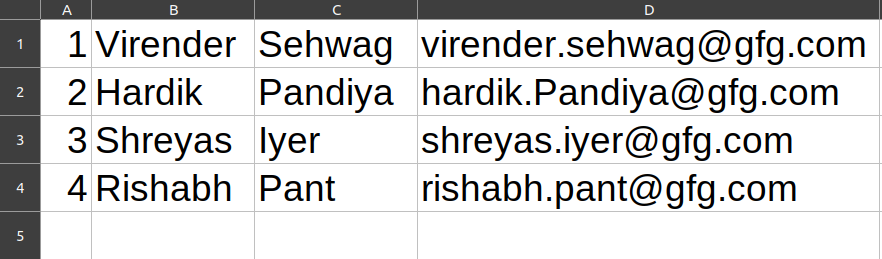 A B C D
1 1 Virender Sehwag virender.sehwag@gfg.com
2 2 Hardik Pandiya hardik.Pandiya@gfg.com
3 3 Shreyas Iyer shreyas.iyer@gfg.com
4 4 Rishabh Pant rishabh.pant@gfg.com
5